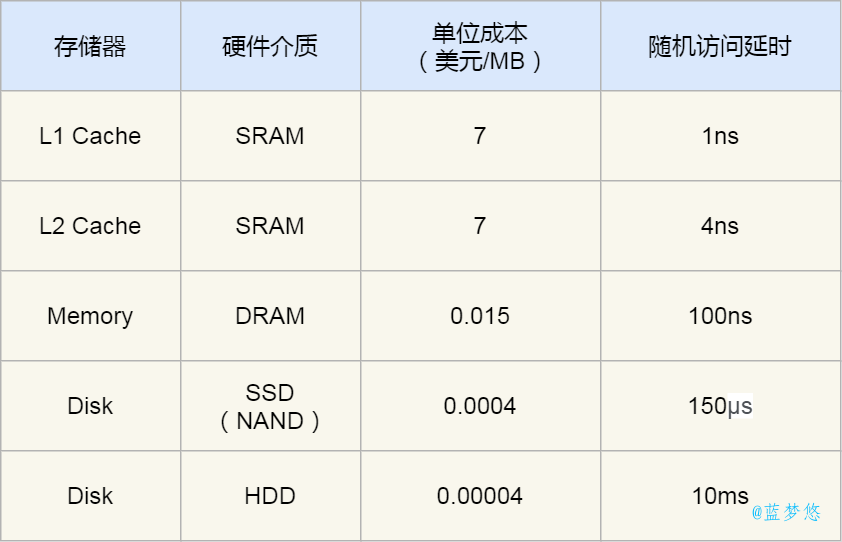 存储器 硬件介质 单位成本 随机访问延时
（美元/MB）
L1 Cache SRAM 7 1ns
L2 Cache SRAM 7 4ns
Memory DRAM 0.015 100ns
Disk SSD 0.0004 150μs
（NAND）
Disk HDD 0.00004 10ms
@蓝梦悠